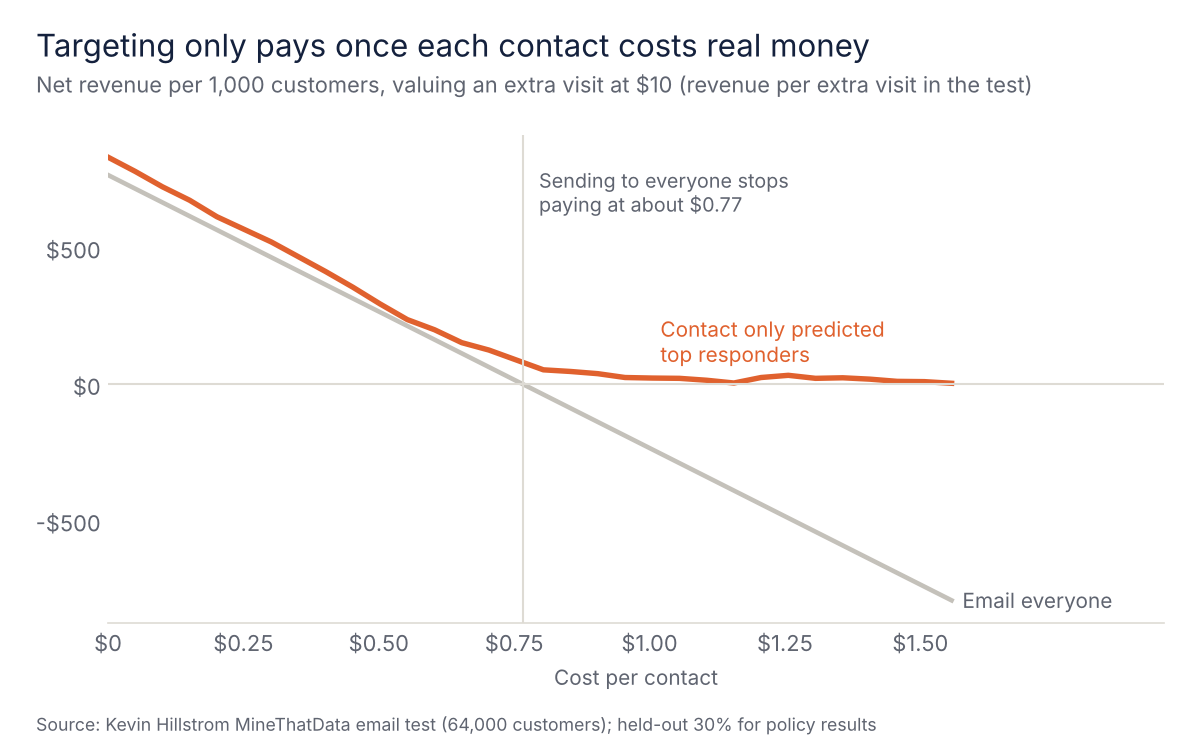 Targeting only pays once each contact costs real money
Net revenue per 1,000 customers, valuing an extra visit at $10 (revenue per extra visit in the test)
Sending to everyone stops
paying at about $0.77
$500
Contact only predicted
top responders
$0
-$500
Email everyone
$0 $0.25 $0.50 $0.75 $1.00 $1.25 $1.50
Cost per contact
Source: Kevin Hillstrom MineThatData email test (64,000 customers); held-out 30% for policy results